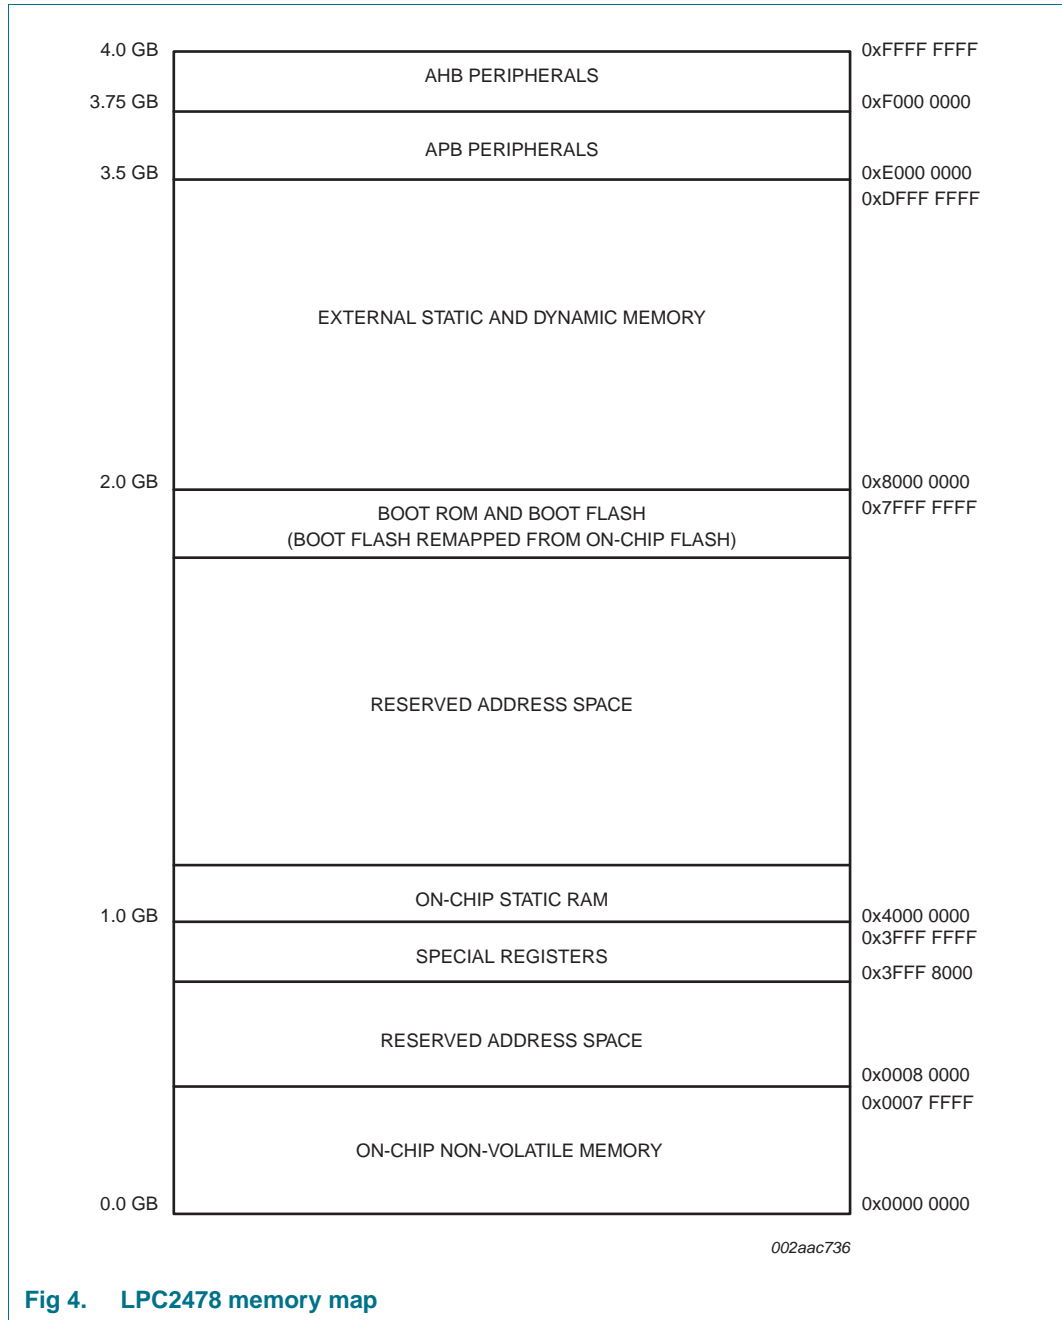 4.0 GB 0xFFFF FFFF
AHB PERIPHERALS
3.75 GB 0xF000 0000
APB PERIPHERALS
3.5 GB 0xE000 0000
0xDFFF FFFF
EXTERNAL STATIC AND DYNAMIC MEMORY
2.0 GB 0x8000 0000
0x7FFF FFFF
BOOT ROM AND BOOT FLASH
(BOOT FLASH REMAPPED FROM ON-CHIP FLASH)
RESERVED ADDRESS SPACE
ON-CHIP STATIC RAM
1.0 GB 0x4000 0000
0x3FFF FFFF
SPECIAL REGISTERS
0x3FFF 8000
RESERVED ADDRESS SPACE
0x0008 0000
0x0007 FFFF
ON-CHIP NON-VOLATILE MEMORY
0.0 GB 0x0000 0000
002aac736
Fig 4. LPC2478 memory map